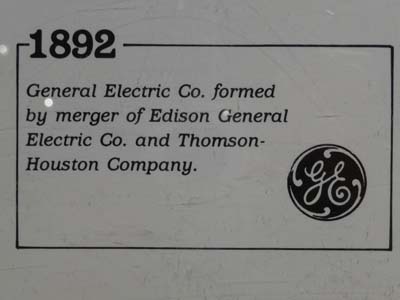 1892
General Electric Co. formed
by merger of Edison General
Electric Co. and Thomson-
Houston Company.
GE